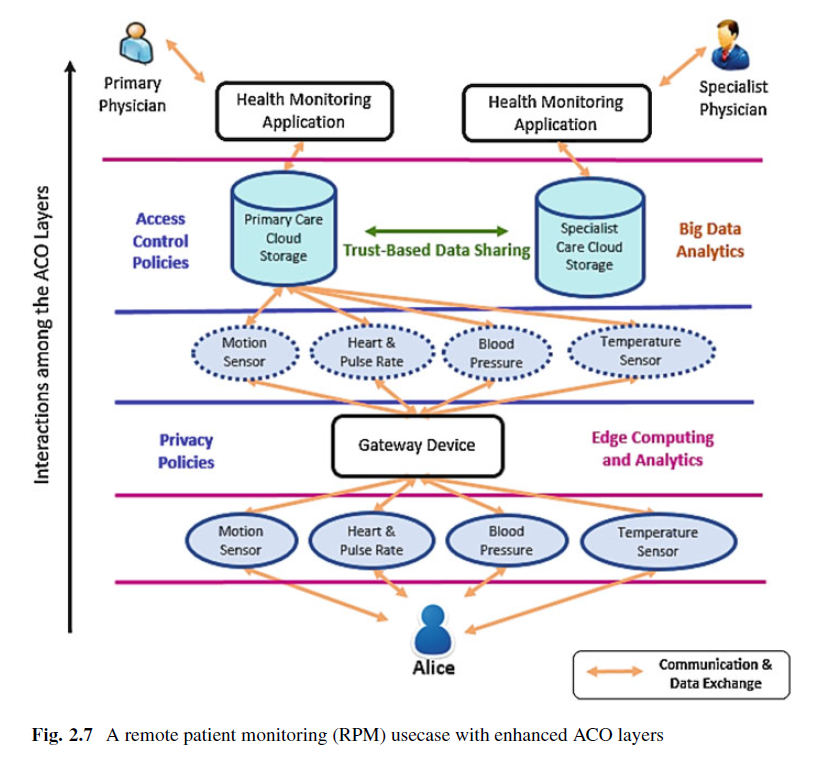 Primary
Physician
Health Monitoring
Application
Health Monitoring
Application
Specialist
Physician
Interactions among the ACO Layers
Access
Control
Policies
Primary Care
Cloud
Storage
Trust-Based Data Sharing
Specialist
Care Cloud
Storage
Big Data
Analytics
Motion
Sensor
Heart &
Pulse Rate
Blood
Pressure
Temperature
Sensor
Privacy
Policies
Gateway Device
Edge Computing
and Analytics
Motion
Sensor
Heart &
Pulse Rate
Blood
Pressure
Temperature
Sensor
Alice
Communication &
Data Exchange
Fig. 2.7 A remote patient monitoring (RPM) usecase with enhanced ACO layers